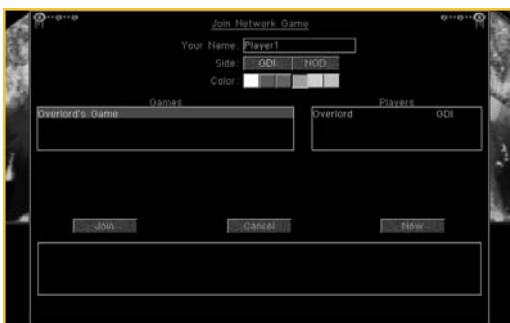 Join Network Game
Your Name: Player1
Side: GDI NOD
Color:
Games Players
Overlord's Game Overlord GDI
Join Cancel New